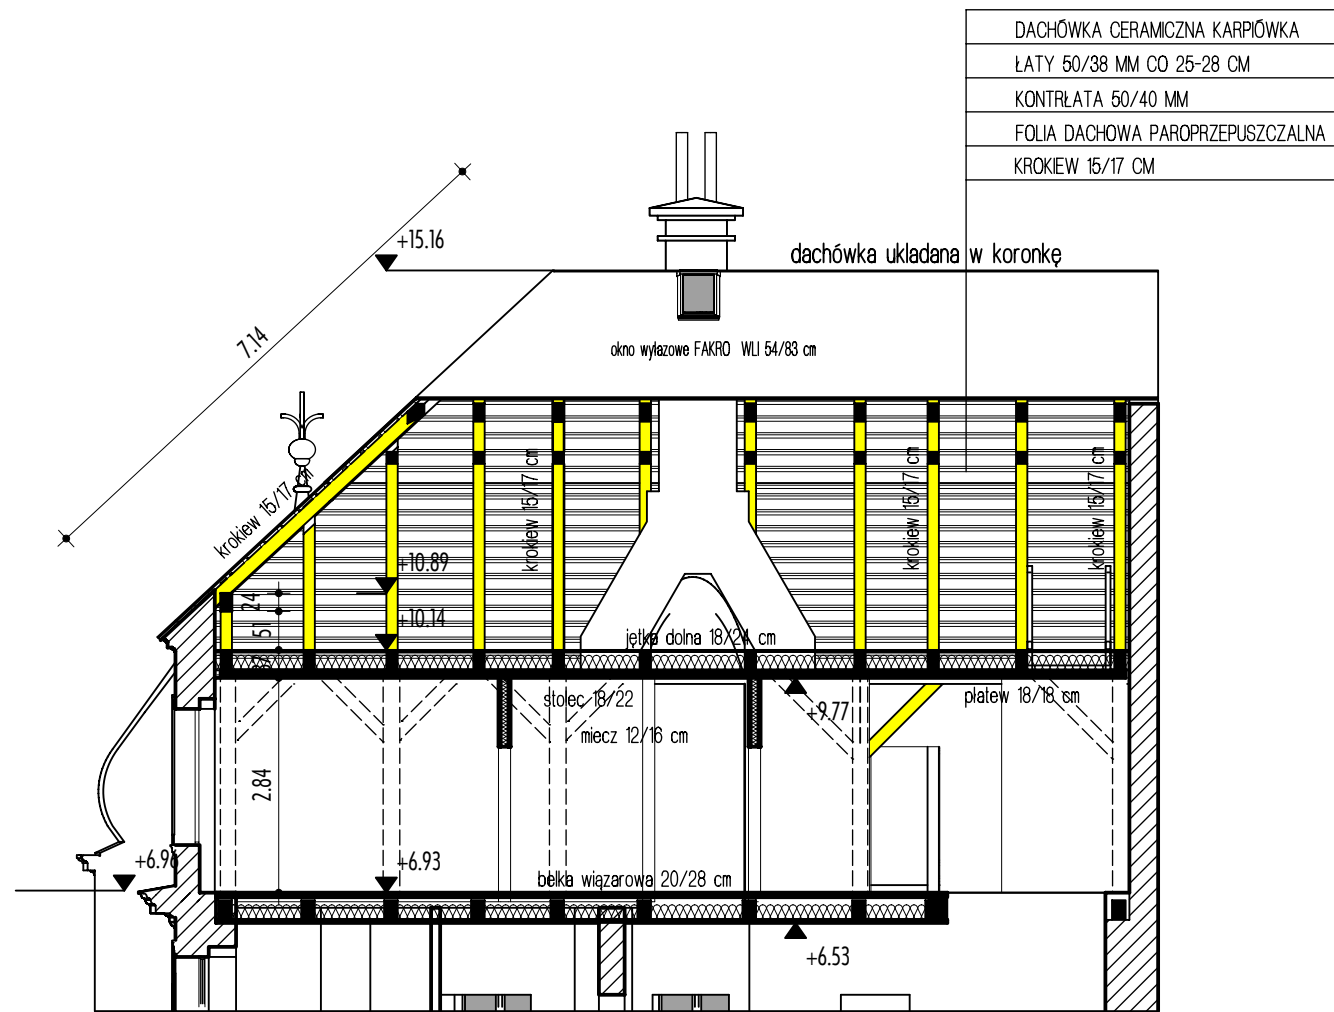 DACHÓWKA CERAMICZNA KARPIÓWKA
ŁATY 50/38 MM CO 25-28 CM
KONTRŁATA 50/40 MM
FOLIA DACHOWA PAROPRZEPUSZCZALNA
KROKIEW 15/17 CM
+15.16
dachówka ukladana w koronkę
7.14
okno wyłazowe FAKRO WLI 54/83 cm
krokiew 15/17 cm
krokiew 15/17 cm
krokiew 15/17 cm
krokiew 15/17 cm
+10.89
24
+10.14
51
jętka dolna 18/24 cm
37
stolec 18/22
+9.77
płatew 18/18 cm
miecz 12/16 cm
2.84
+6.96
+6.93
belka wiązarowa 20/28 cm
+6.53